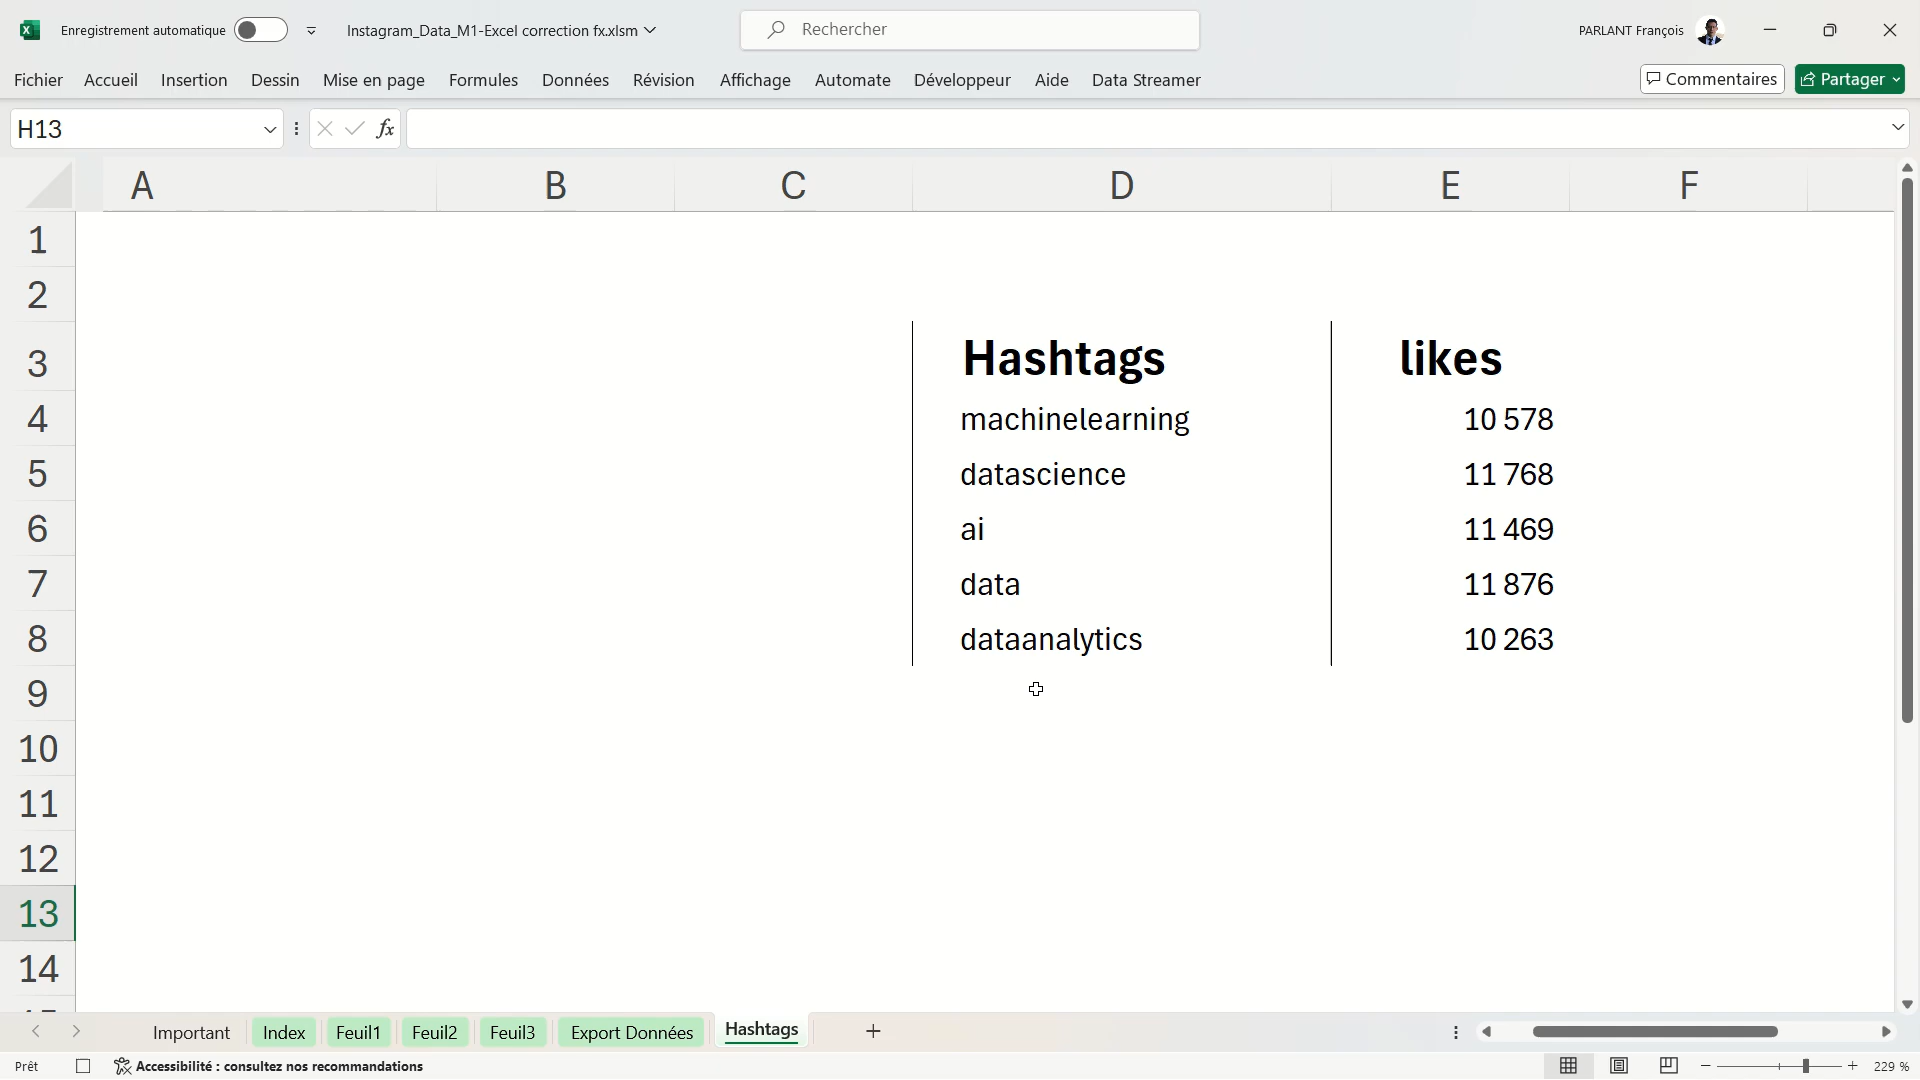 Enregistrement automatique
Instagram_Data_M1-Excel correction fx.xlsm
Rechercher
PARLANT François
Fichier Accueil Insertion Dessin Mise en page Formules Données Révision Affichage Automate Développeur Aide Data Streamer
Commentaires Partager
H13
fx
A B C D E F
1
2
3 Hashtags likes
4 machinelearning 10 578
5 datascience 11 768
6 ai 11 469
7 data 11 876
8 dataanalytics 10 263
9
10
11
12
13
14
Important Index Feuil1 Feuil2 Feuil3 Export Données Hashtags
Prêt Accessibilité : consultez nos recommandations 229 %